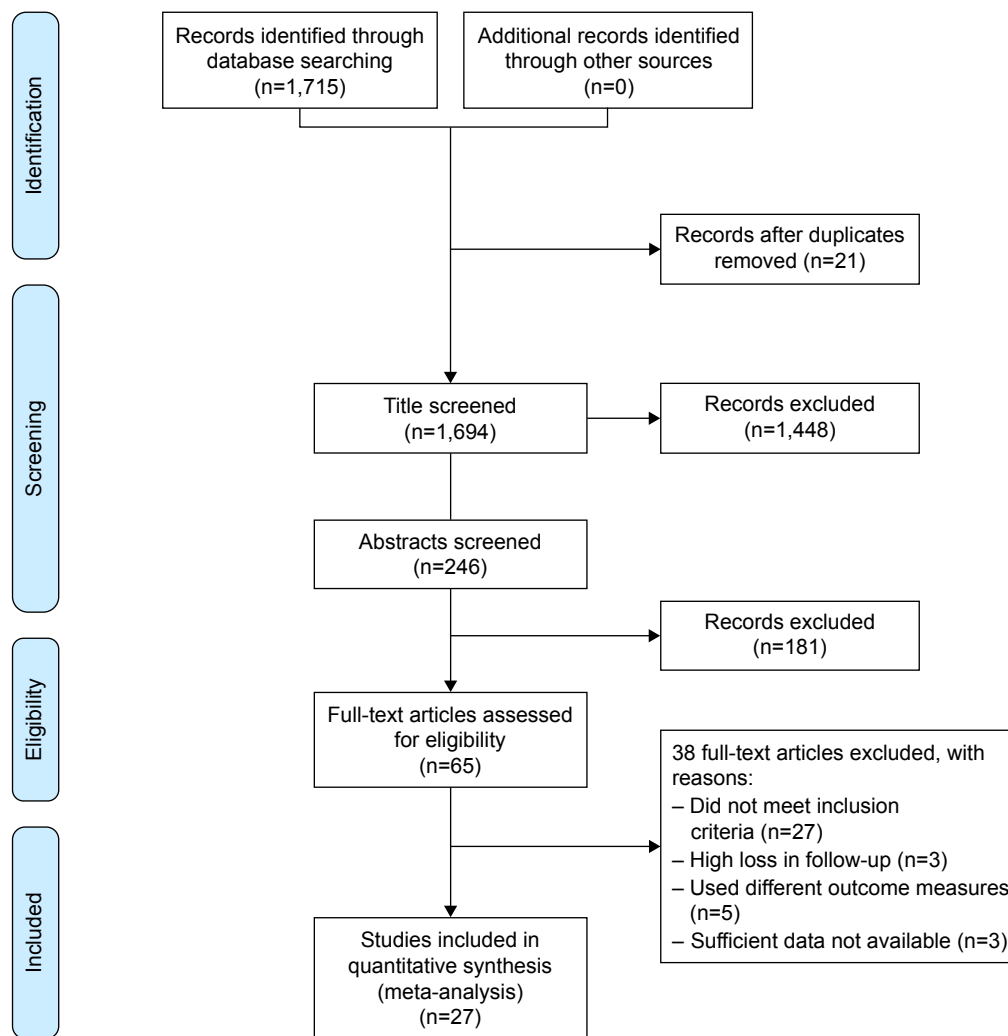 Identification
Records identified through
database searching
(n=1,715)
Additional records identified
through other sources
(n=0)
Records after duplicates
removed (n=21)
Screening
Title screened
(n=1,694)
Records excluded
(n=1,448)
Abstracts screened
(n=246)
Records excluded
(n=181)
Eligibility
Full-text articles assessed
for eligibility
(n=65)
38 full-text articles excluded, with
reasons:
– Did not meet inclusion
criteria (n=27)
– High loss in follow-up (n=3)
– Used different outcome measures
(n=5)
– Sufficient data not available (n=3)
Included
Studies included in
quantitative synthesis
(meta-analysis)
(n=27)